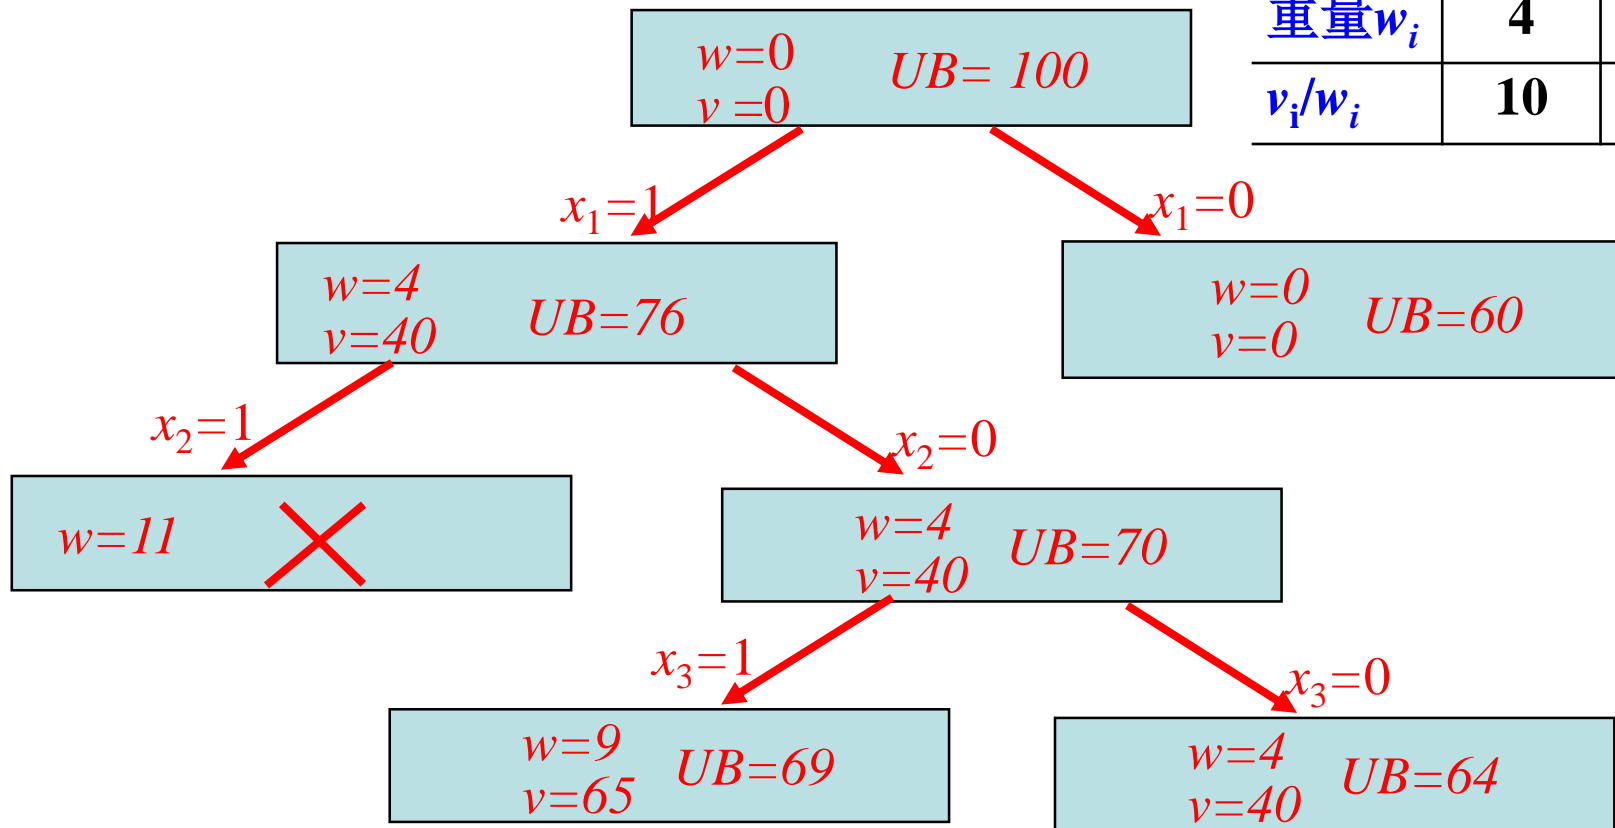 重量wᵢ 4
vᵢ/wᵢ 10
w=0
v =0
UB= 100
x₁=1
x₁=0
w=4
v=40
UB=76
w=0
v=0
UB=60
x₂=1
x₂=0
w=11
w=4
v=40
UB=70
x₃=1
x₃=0
w=9
v=65
UB=69
w=4
v=40
UB=64